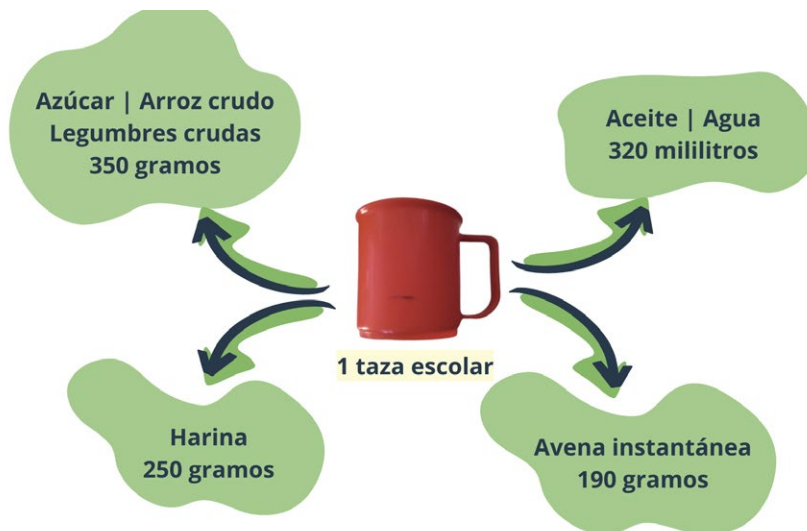 Azúcar | Arroz crudo
Legumbres crudas
350 gramos
Aceite | Agua
320 mililitros
1 taza escolar
Harina
250 gramos
Avena instantánea
190 gramos